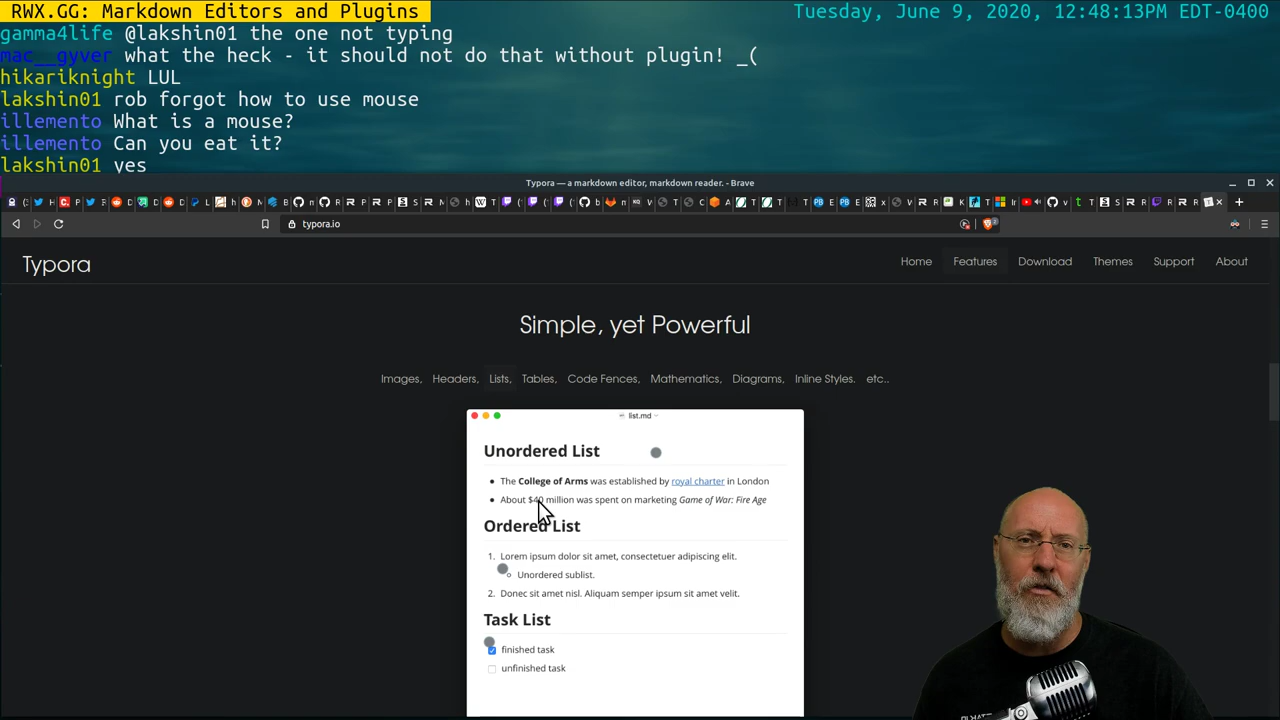 RWX.GG: Markdown Editors and Plugins
Tuesday, June 9, 2020, 12:48:13PM EDT-0400
gamma4life @lakshin01 the one not typing
mac__gyver what the heck - it should not do that without plugin! _(
hikariknight LUL
lakshin01 rob forgot how to use mouse
illemento What is a mouse?
illemento Can you eat it?
lakshin01 yes
Typora — a markdown editor, markdown reader. - Brave
typora.io
Typora
Home Features Download Themes Support About
Simple, yet Powerful
Images, Headers, Lists, Tables, Code Fences, Mathematics, Diagrams, Inline Styles. etc..
list.md
Unordered List
The College of Arms was established by royal charter in London
About $40 million was spent on marketing Game of War: Fire Age
Ordered List
1. Lorem ipsum dolor sit amet, consectetuer adipiscing elit.
Unordered sublist.
2. Donec sit amet nisl. Aliquam semper ipsum sit amet velit.
Task List
finished task
unfinished task